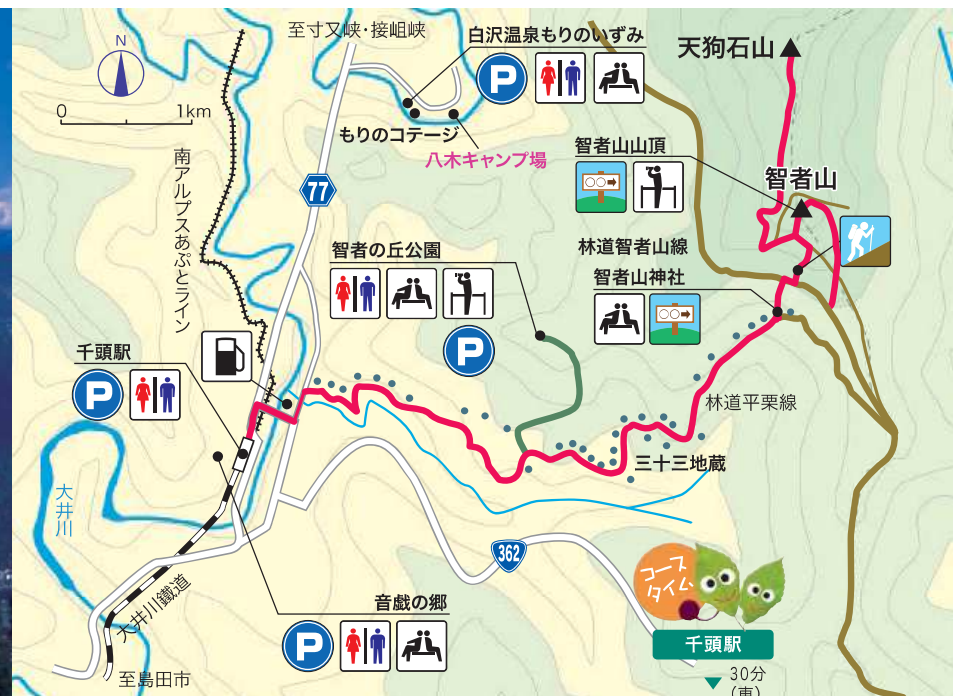 至寸又峡・接岨峡
白沢温泉もりのいずみ
天狗石山
N
0 1km
P
もりのコテージ
八木キャンプ場
智者山山頂
智者山
南アルプスあぷとライン
77
智者の丘公園
林道智者山線
智者山神社
P
千頭駅
P
林道平栗線
三十三地蔵
大井川
362
コース
タイム
大井川鐵道
音戯の郷
P
千頭駅
至島田市
30分
(車)